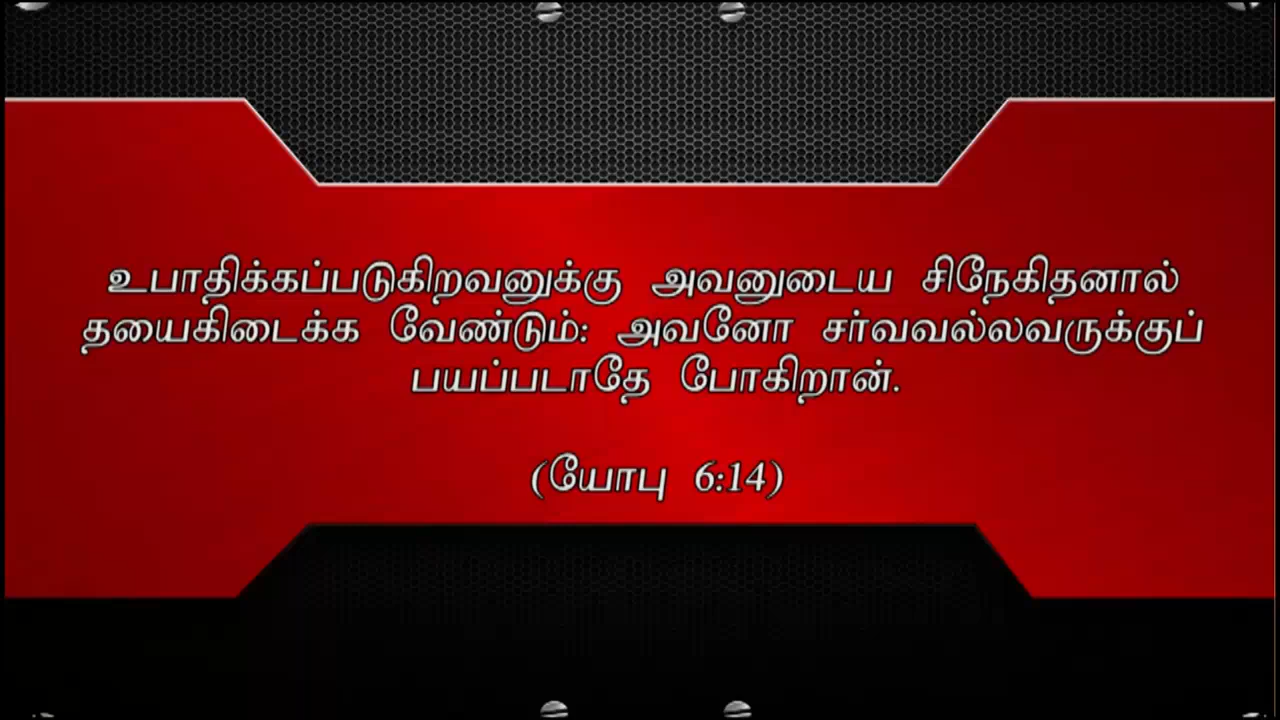 உபாதிக்கப்படுகிறவனுக்கு அவனுடைய சிநேகிதனால்
தயைகிடைக்க வேண்டும்: அவனோ சர்வவல்லவருக்குப்
பயப்படாதே போகிறான்.
(யோபு 6:14)